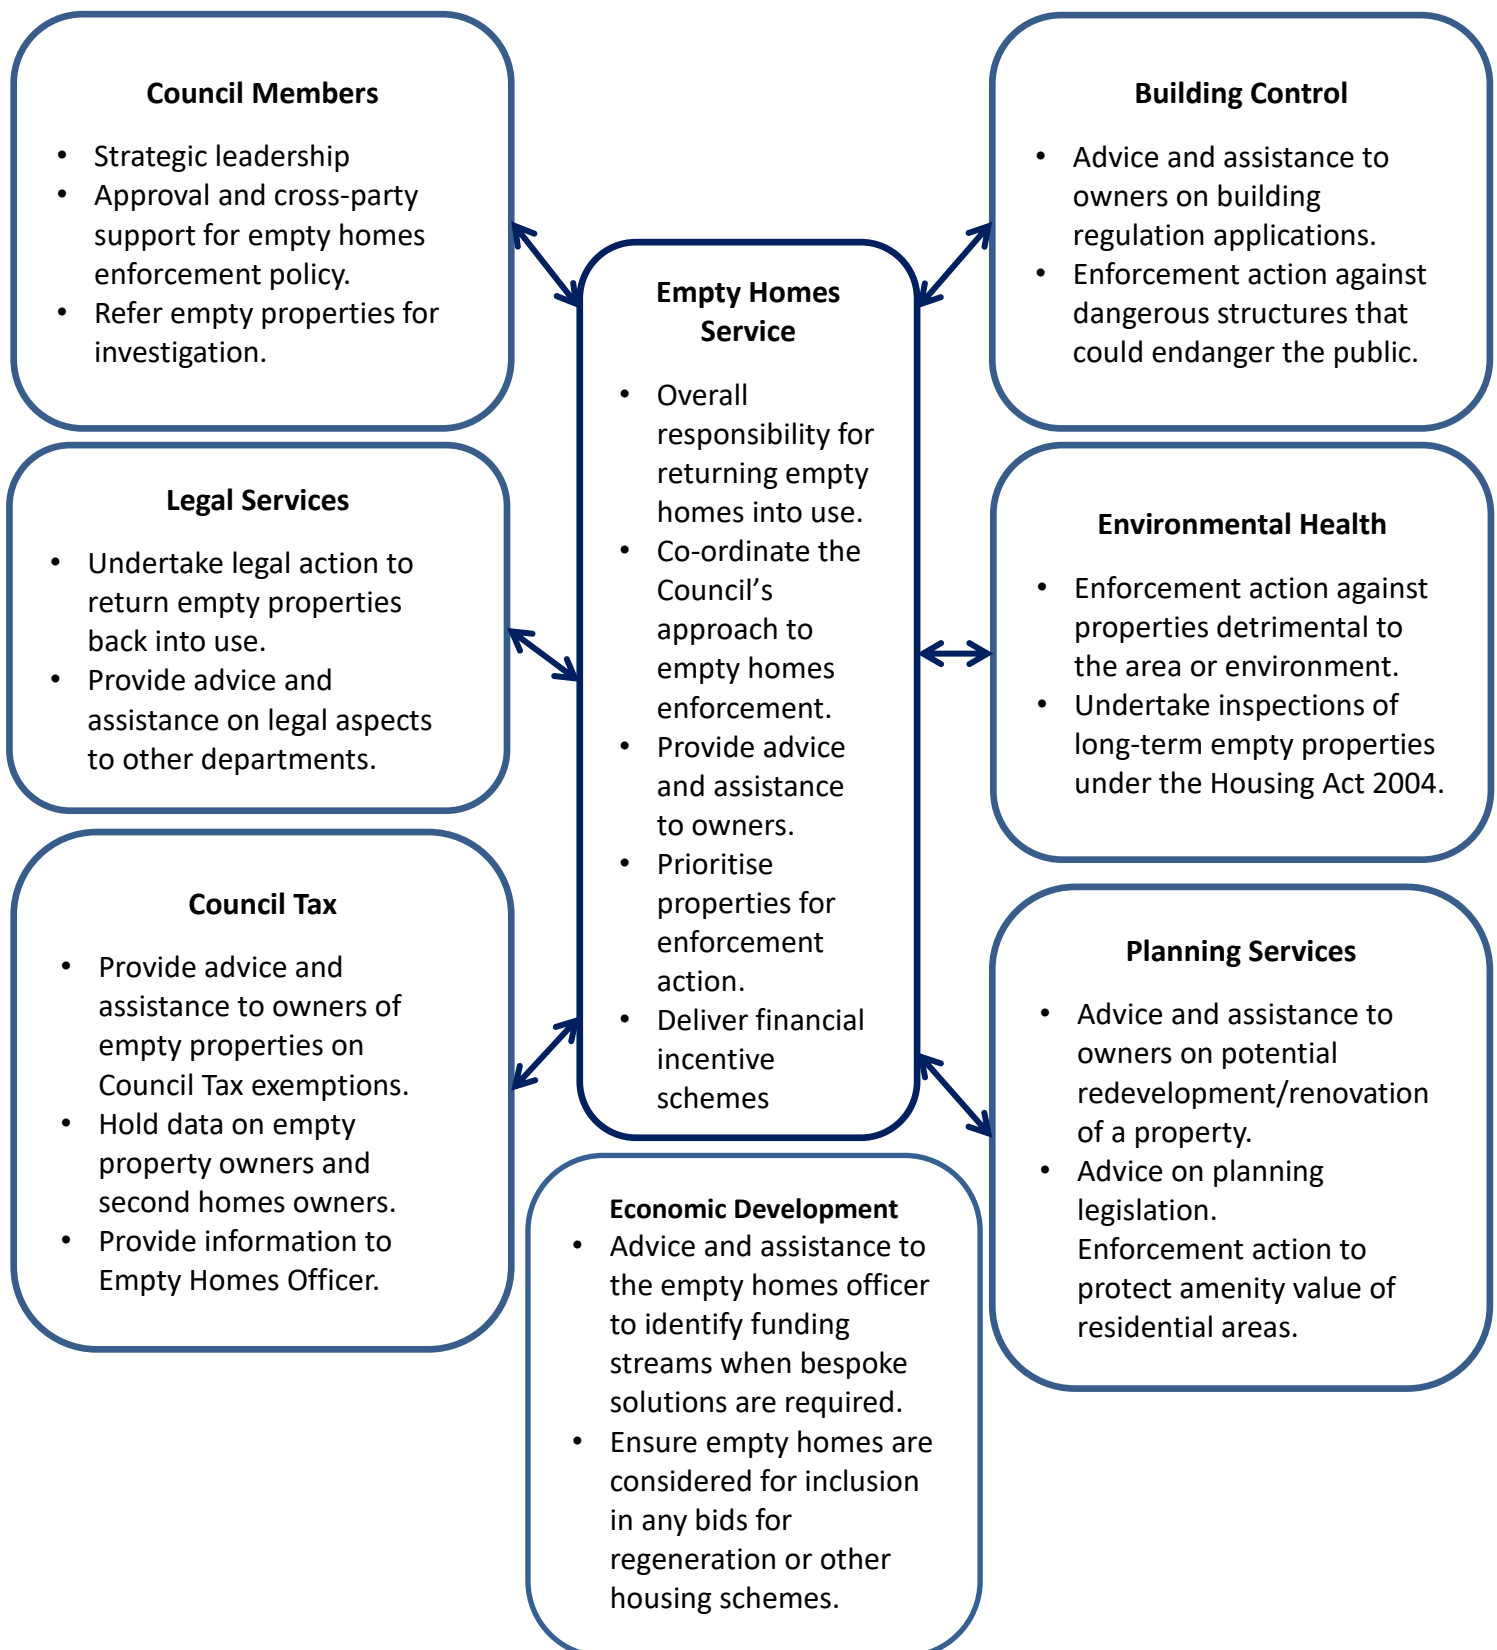 Council Members
• Strategic leadership
• Approval and cross-party
support for empty homes
enforcement policy.
• Refer empty properties for
investigation.
Legal Services
• Undertake legal action to
return empty properties
back into use.
• Provide advice and
assistance on legal aspects
to other departments.
Council Tax
• Provide advice and
assistance to owners of
empty properties on
Council Tax exemptions.
• Hold data on empty
property owners and
second homes owners.
• Provide information to
Empty Homes Officer.
Empty Homes
Service
• Overall
responsibility for
returning empty
homes into use.
• Co-ordinate the
Council’s
approach to
empty homes
enforcement.
• Provide advice
and assistance
to owners.
• Prioritise
properties for
enforcement
action.
• Deliver financial
incentive
schemes
Economic Development
• Advice and assistance to
the empty homes officer
to identify funding
streams when bespoke
solutions are required.
• Ensure empty homes are
considered for inclusion
in any bids for
regeneration or other
housing schemes.
Building Control
• Advice and assistance to
owners on building
regulation applications.
• Enforcement action against
dangerous structures that
could endanger the public.
Environmental Health
• Enforcement action against
properties detrimental to
the area or environment.
• Undertake inspections of
long-term empty properties
under the Housing Act 2004.
Planning Services
• Advice and assistance to
owners on potential
redevelopment/renovation
of a property.
• Advice on planning
legislation.
Enforcement action to
protect amenity value of
residential areas.